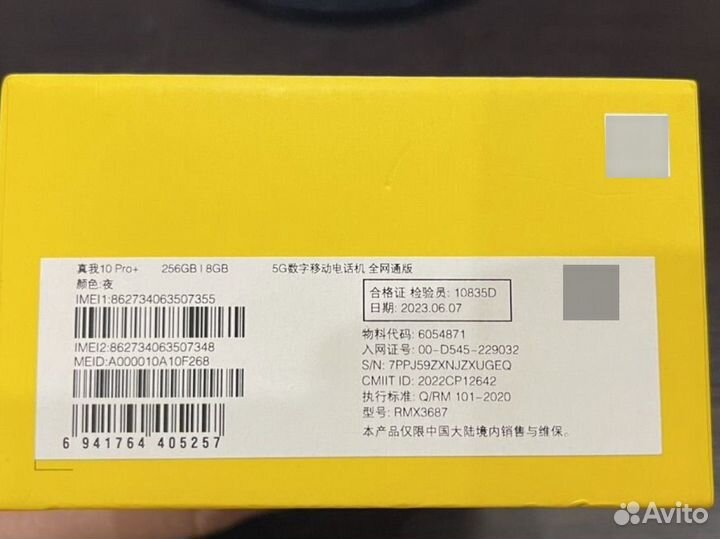 真我10 Pro+ 256GB | 8GB 5G数字移动电话机 全网通版
颜色:夜
IMEI1:862734063507355
IMEI2:862734063507348
MEID:A000010A10F268
6 941764 405257
合格证 检验员: 10835D
日期: 2023.06.07
物料代码: 6054871
入网证号: 00-D545-229032
S/N: 7PPJ59ZXNJZXUGEQ
CMIIT ID: 2022CP12642
执行标准: Q/RM 101-2020
型号: RMX3687
本产品仅限中国大陆境内销售与维保。
Avito